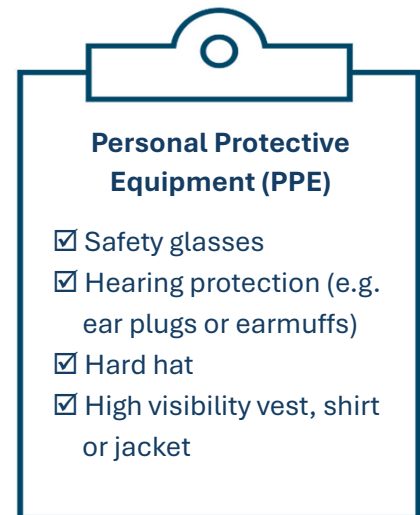 Personal Protective
Equipment (PPE)
☑ Safety glasses
☑ Hearing protection (e.g.
ear plugs or earmuffs)
☑ Hard hat
☑ High visibility vest, shirt
or jacket